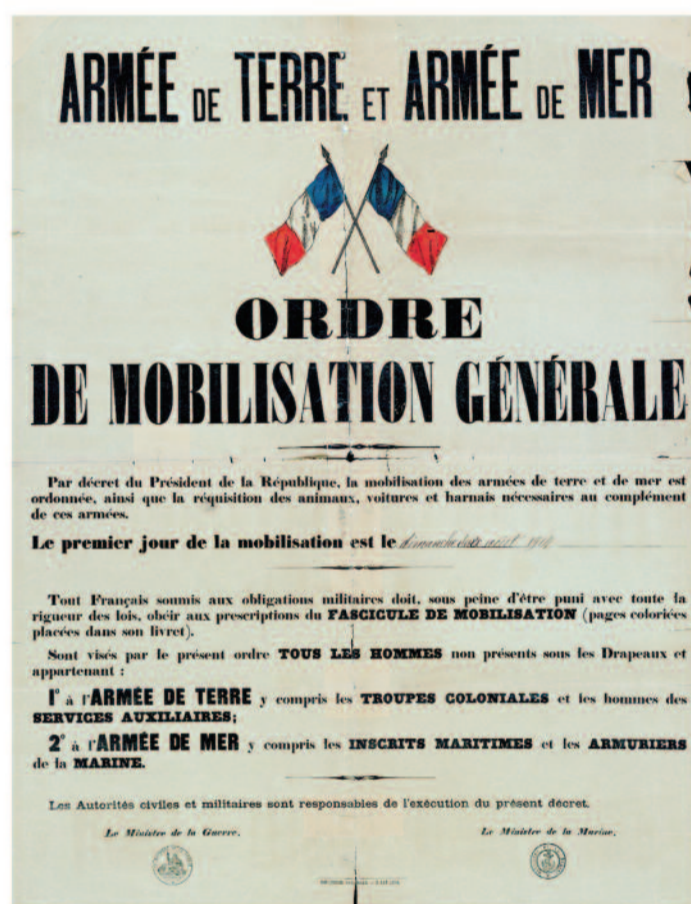 ARMÉE DE TERRE ET ARMÉE DE MER
ORDRE
DE MOBILISATION GÉNÉRALE
Par décret du Président de la République, la mobilisation des armées de terre et de mer est
ordonnée, ainsi que la réquisition des animaux, voitures et harnais nécessaires au complément
de ces armées.
Le premier jour de la mobilisation est le dimanche deux août 1914
Tout Français soumis aux obligations militaires doit, sous peine d'être puni avec toute la
rigueur des lois, obéir aux prescriptions du FASCICULE DE MOBILISATION (pages coloriées
placées dans son livret).
Sont visés par le présent ordre TOUS LES HOMMES non présents sous les Drapeaux et
appartenant :
1° à l'ARMÉE DE TERRE y compris les TROUPES COLONIALES et les hommes des
SERVICES AUXILIAIRES;
2° à l'ARMÉE DE MER y compris les INSCRITS MARITIMES et les ARMURIERS
de la MARINE.
Les Autorités civiles et militaires sont responsables de l'exécution du présent décret.
Le Ministre de la Guerre,
Le Ministre de la Marine,